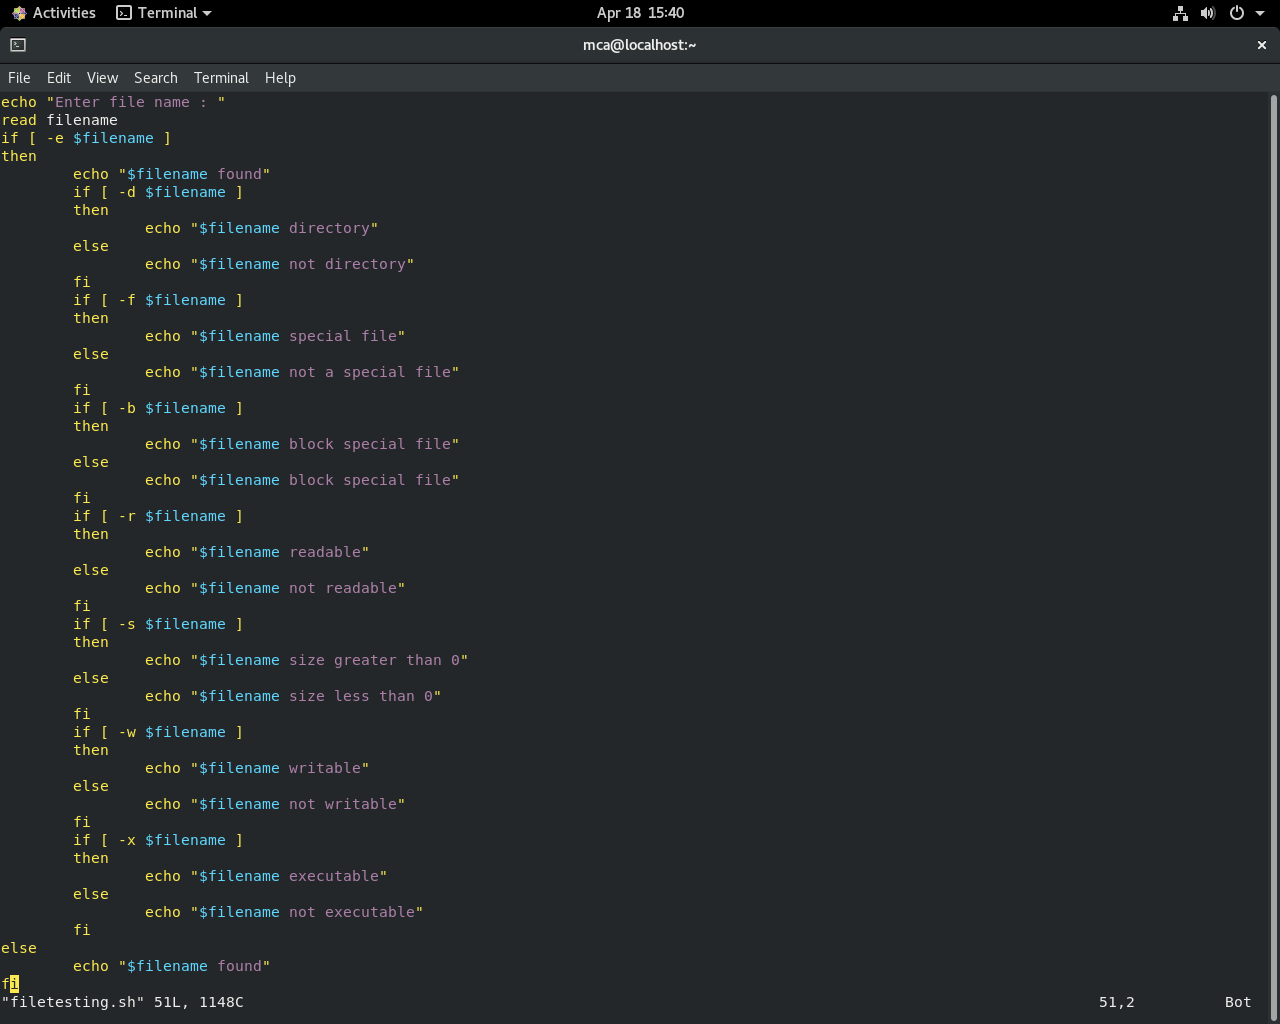 Activities Terminal Apr 18 15:40
mca@localhost:~ ×
File Edit View Search Terminal Help
echo "Enter file name : "
read filename
if [ -e $filename ]
then
        echo "$filename found"
        if [ -d $filename ]
        then
                echo "$filename directory"
        else
                echo "$filename not directory"
        fi
        if [ -f $filename ]
        then
                echo "$filename special file"
        else
                echo "$filename not a special file"
        fi
        if [ -b $filename ]
        then
                echo "$filename block special file"
        else
                echo "$filename block special file"
        fi
        if [ -r $filename ]
        then
                echo "$filename readable"
        else
                echo "$filename not readable"
        fi
        if [ -s $filename ]
        then
                echo "$filename size greater than 0"
        else
                echo "$filename size less than 0"
        fi
        if [ -w $filename ]
        then
                echo "$filename writable"
        else
                echo "$filename not writable"
        fi
        if [ -x $filename ]
        then
                echo "$filename executable"
        else
                echo "$filename not executable"
        fi
else
        echo "$filename found"
fi
"filetesting.sh" 51L, 1148C 51,2 Bot